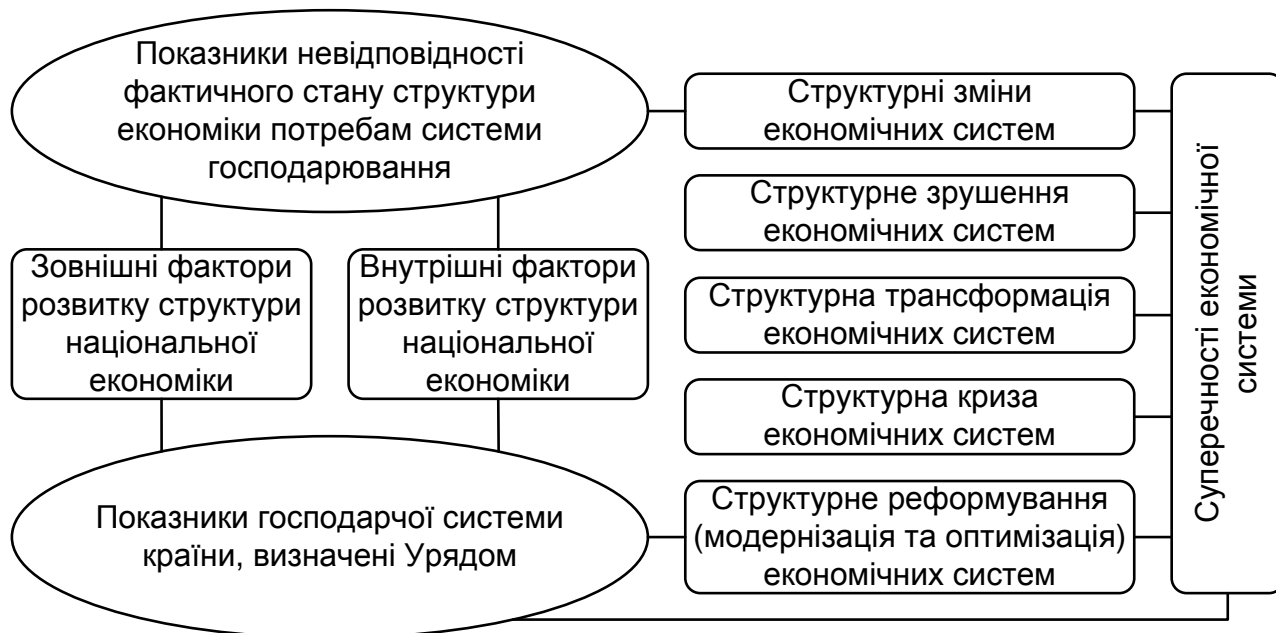 Показники невідповідності
фактичного стану структури
економіки потребам системи
господарювання
Зовнішні фактори
розвитку структури
національної
економіки
Внутрішні фактори
розвитку структури
національної
економіки
Показники господарчої системи
країни, визначені Урядом
Структурні зміни
економічних систем
Структурне зрушення
економічних систем
Структурна трансформація
економічних систем
Структурна криза
економічних систем
Структурне реформування
(модернізація та оптимізація)
економічних систем
Суперечності економічної
системи